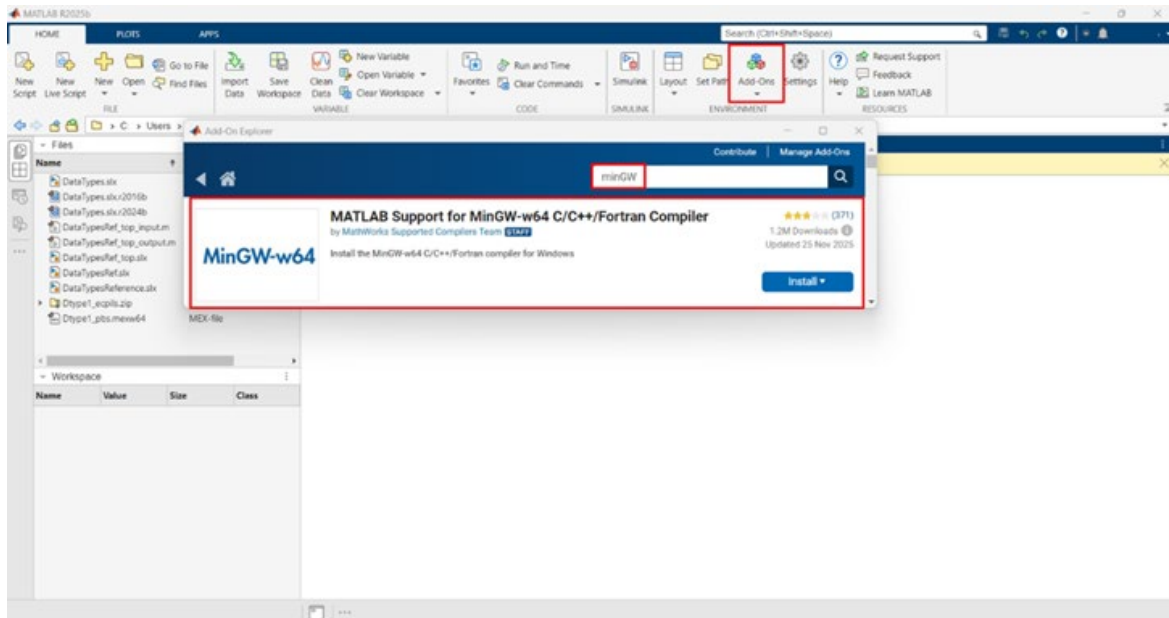 MATLAB R2025b
HOME PLOTS APPS
Search (Ctrl+Shift+Space)
New Script
New Live Script
New
Open
Go to File
Find Files
Import Data
Save Workspace
Clean Data
New Variable
Open Variable
Clear Workspace
Favorites
Run and Time
Clear Commands
Simulink
Layout
Set Path
Add-Ons
Settings
Help
Request Support
Feedback
Learn MATLAB
FILE VARIABLE CODE SIMULINK ENVIRONMENT RESOURCES
C > Users >
Add-On Explorer
Contribute | Manage Add-Ons
minGW
MATLAB Support for MinGW-w64 C/C++/Fortran Compiler
by MathWorks Supported Compilers Team STAFF
Install the MinGW-w64 C/C++/Fortran compiler for Windows
MinGW-w64
(371)
1.2M Downloads
Updated 25 Nov 2025
Install
Files
Name
DataTypes.slx
DataTypes.slx.r2016b
DataTypes.slx.r2024b
DataTypesRef_top_input.m
DataTypesRef_top_output.m
DataTypesRef_top.slx
DataTypesRef.slx
DataTypesReference.slx
Dtype1_ecpils.zip
Dtype1_pbs.mexw64 MEX-file
Workspace
Name Value Size Class